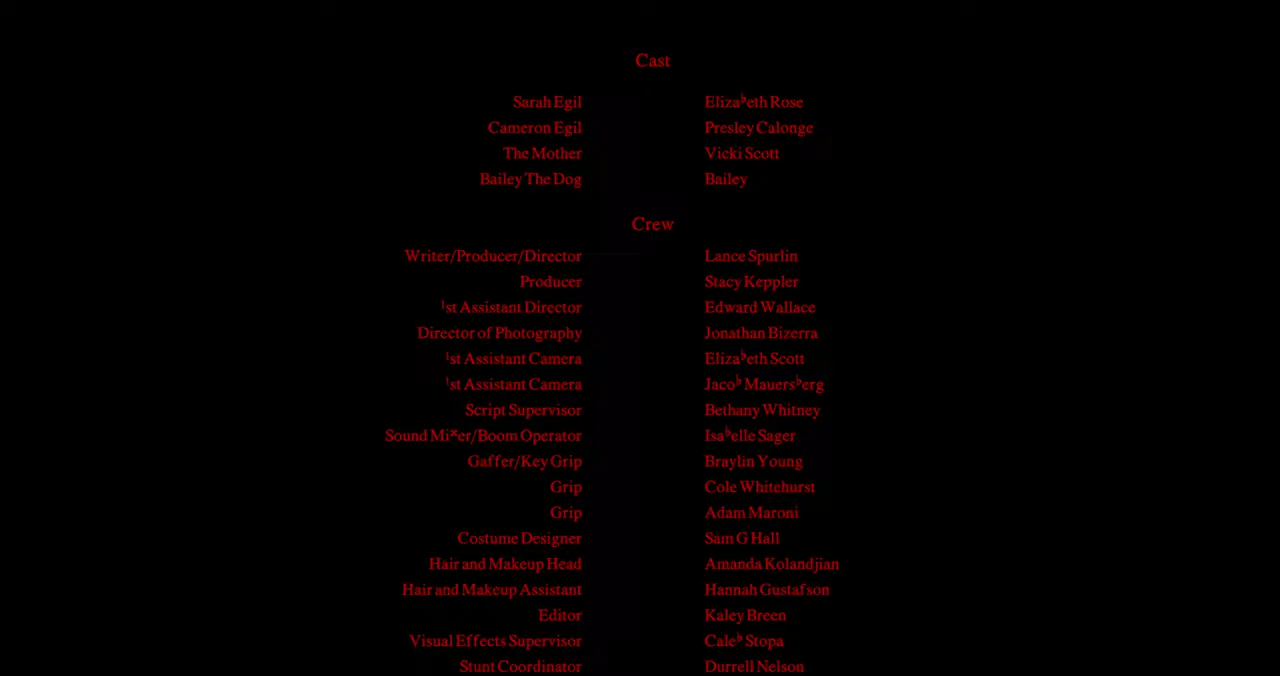 Cast
Sarah Egil Elizabeth Rose
Cameron Egil Presley Calonge
The Mother Vicki Scott
Bailey The Dog Bailey
Crew
Writer/Producer/Director Lance Spurlin
Producer Stacy Keppler
1st Assistant Director Edward Wallace
Director of Photography Jonathan Bizerra
1st Assistant Camera Elizabeth Scott
1st Assistant Camera Jacob Mauersberg
Script Supervisor Bethany Whitney
Sound Mixer/Boom Operator Isabelle Sager
Gaffer/Key Grip Braylin Young
Grip Cole Whitehurst
Grip Adam Maroni
Costume Designer Sam G Hall
Hair and Makeup Head Amanda Kolandjian
Hair and Makeup Assistant Hannah Gustafson
Editor Kaley Breen
Visual Effects Supervisor Caleb Stopa
Stunt Coordinator Durrell Nelson